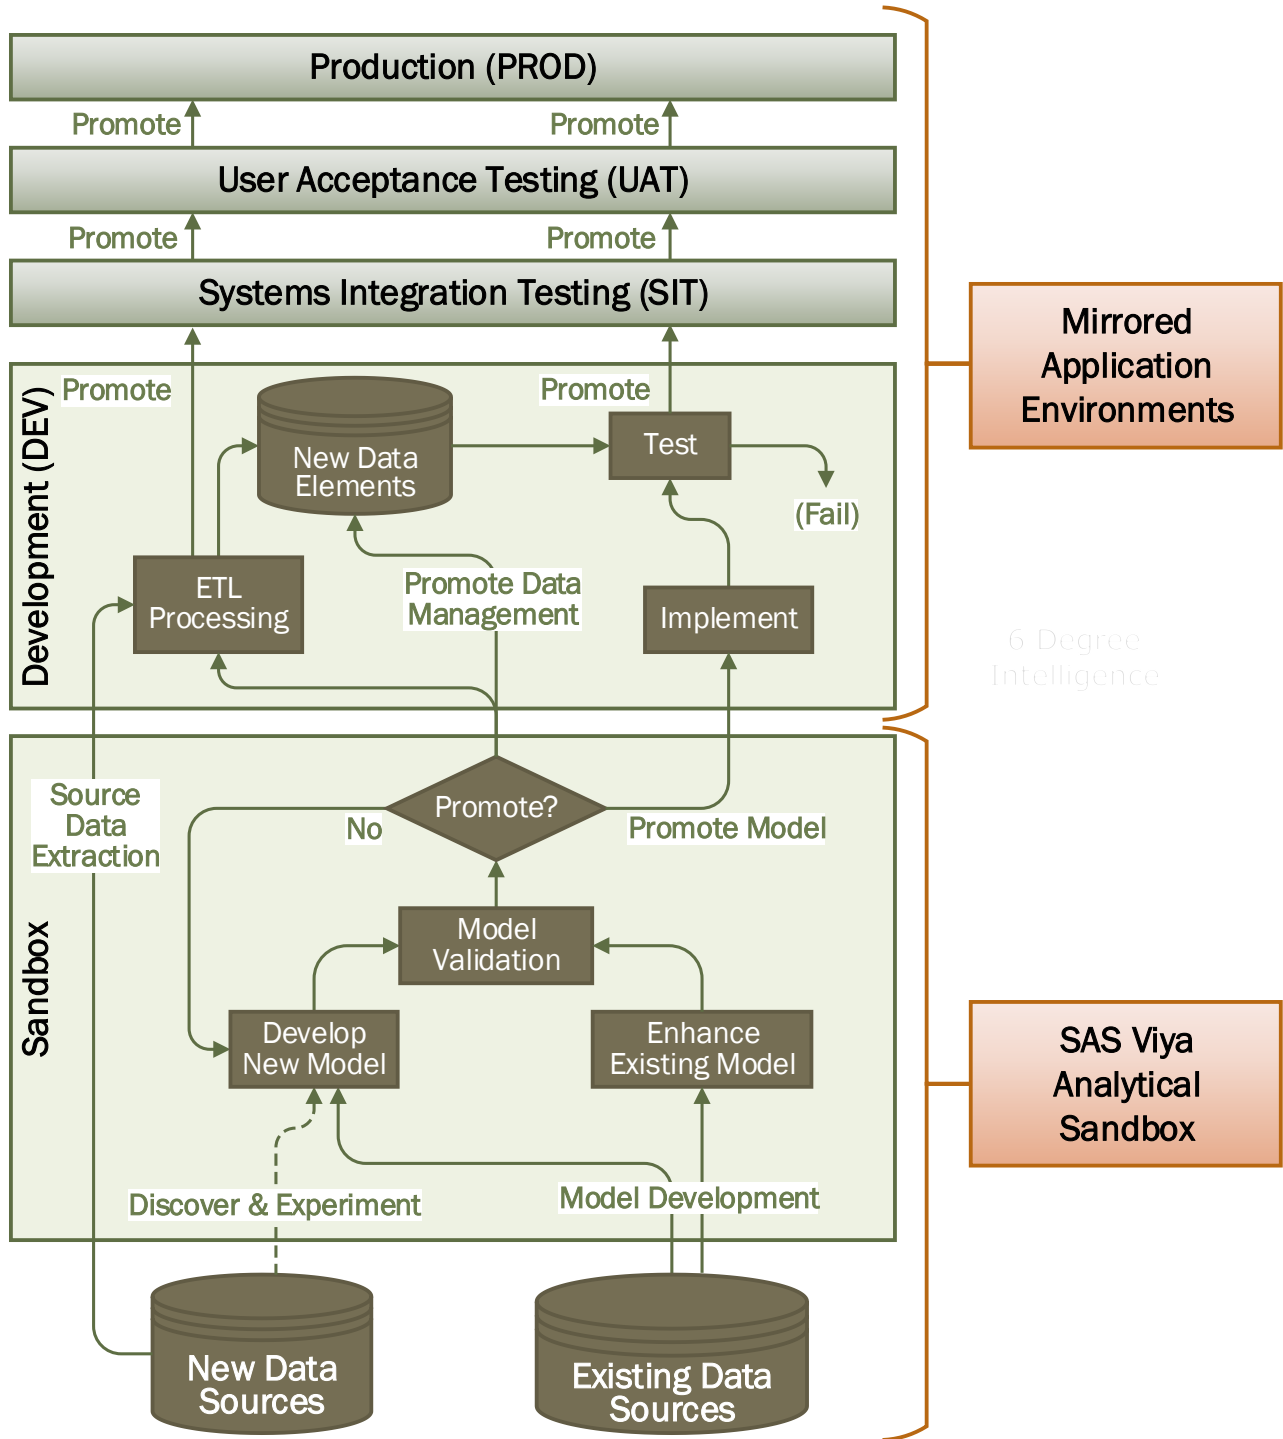 Production (PROD)
Promote
Promote
User Acceptance Testing (UAT)
Promote
Promote
Systems Integration Testing (SIT)
Mirrored
Application
Environments
Development (DEV)
Promote
Promote
New Data
Elements
Test
(Fail)
ETL
Processing
Promote Data
Management
Implement
6 Degree
Intelligence
Sandbox
Source
Data
Extraction
Promote?
No
Promote Model
Model
Validation
Develop
New Model
Enhance
Existing Model
SAS Viya
Analytical
Sandbox
Discover & Experiment
Model Development
New Data
Sources
Existing Data
Sources